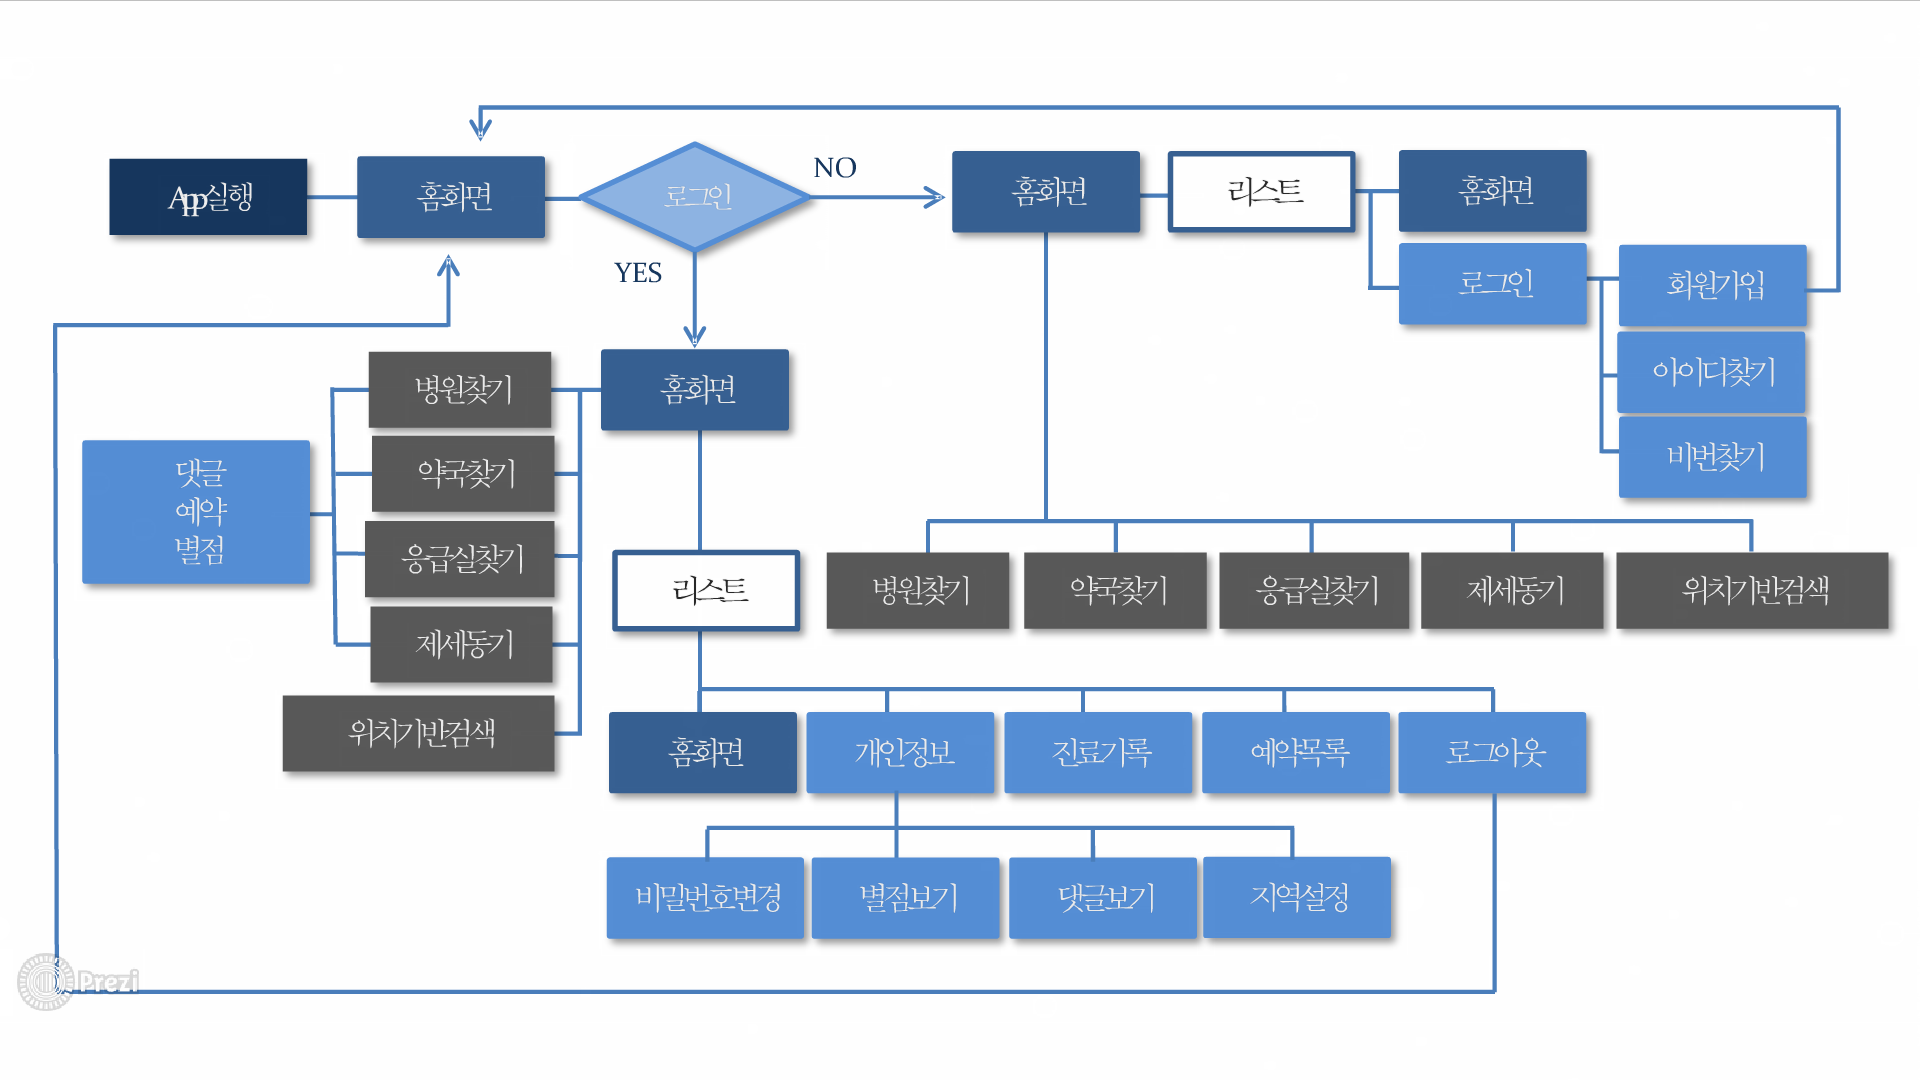 App실행
홈화면
로그인
NO
YES
홈화면
리스트
홈화면
로그인
회원가입
아이디찾기
비번찾기
병원찾기
약국찾기
응급실찾기
제세동기
위치기반검색
홈화면
병원찾기
약국찾기
응급실찾기
제세동기
위치기반검색
댓글
예약
별점
리스트
홈화면
개인정보
진료기록
예약목록
로그아웃
비밀번호변경
별점보기
댓글보기
지역설정
Prezi